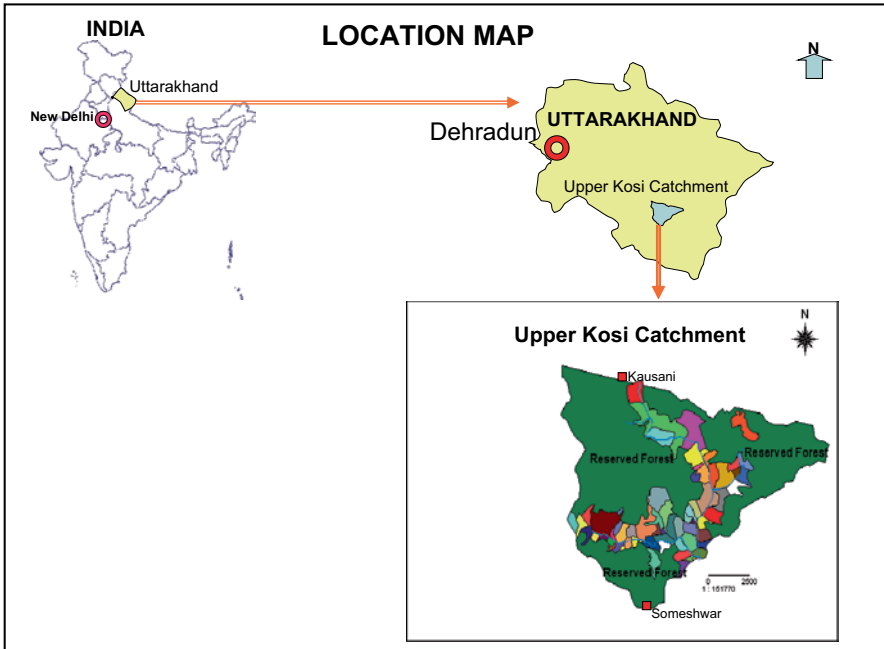 INDIA
LOCATION MAP
N
Uttarakhand
New Delhi
UTTARAKHAND
Dehradun
Upper Kosi Catchment
Upper Kosi Catchment
N
Kausani
Reserved Forest
Reserved Forest
Reserved Forest
0 2500
1 : 151770
Someshwar